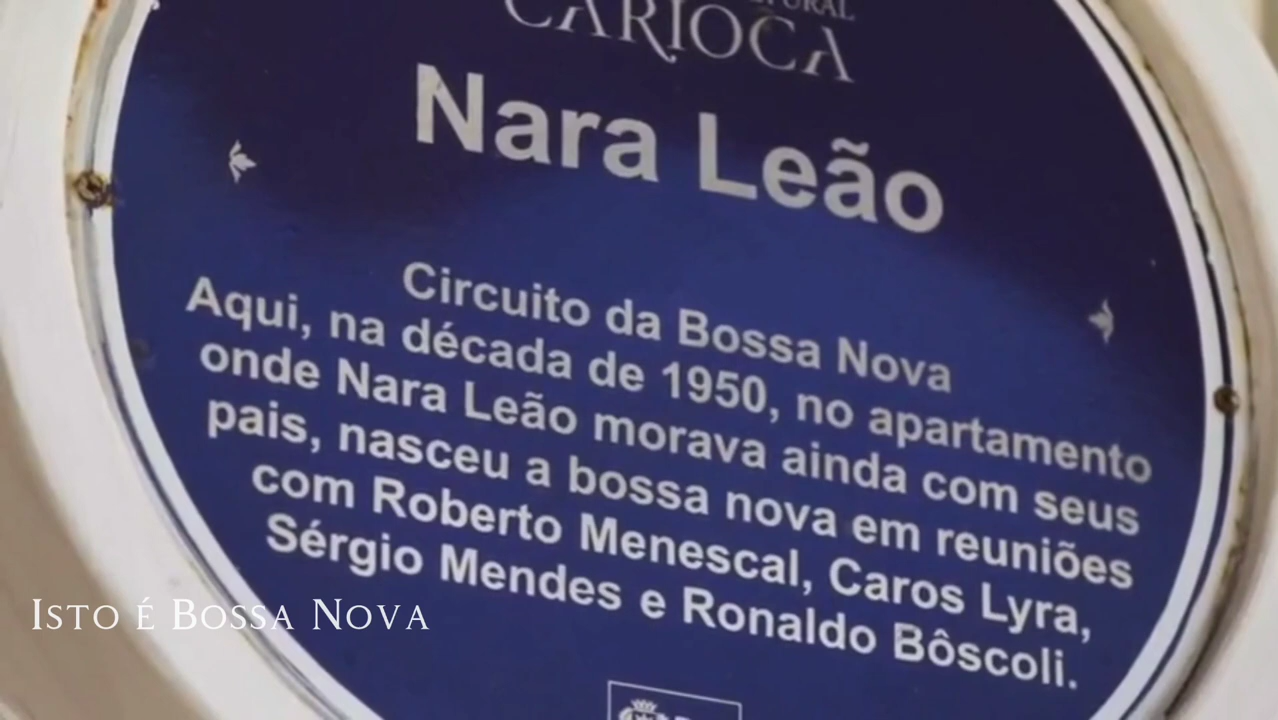 CARIOCA
Nara Leão
Circuito da Bossa Nova
Aqui, na década de 1950, no apartamento
onde Nara Leão morava ainda com seus
pais, nasceu a bossa nova em reuniões
com Roberto Menescal, Caros Lyra,
Sérgio Mendes e Ronaldo Bôscoli.
Isto é Bossa Nova